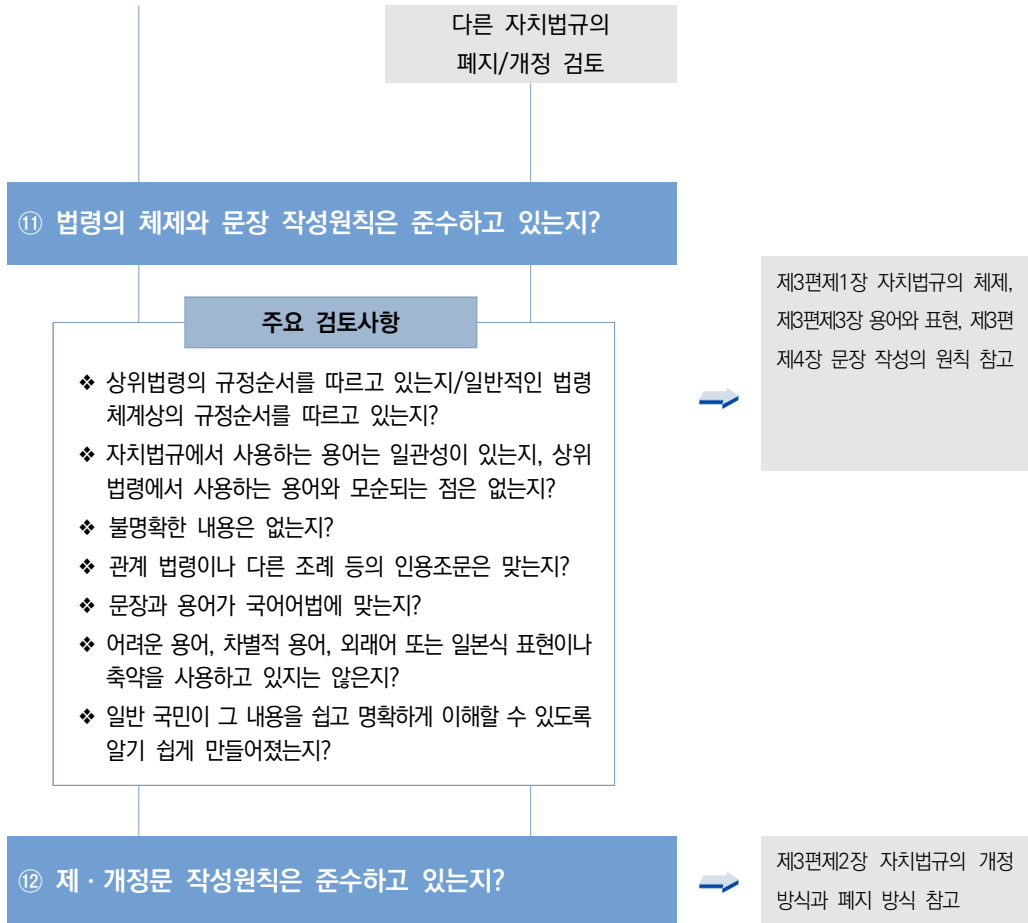 다른 자치법규의
폐지/개정 검토
⑪ 법령의 체제와 문장 작성원칙은 준수하고 있는지?
제3편제1장 자치법규의 체제,
제3편제3장 용어와 표현, 제3편
제4장 문장 작성의 원칙 참고
주요 검토사항
❖ 상위법령의 규정순서를 따르고 있는지/일반적인 법령
체계상의 규정순서를 따르고 있는지?
❖ 자치법규에서 사용하는 용어는 일관성이 있는지, 상위
법령에서 사용하는 용어와 모순되는 점은 없는지?
❖ 불명확한 내용은 없는지?
❖ 관계 법령이나 다른 조례 등의 인용조문은 맞는지?
❖ 문장과 용어가 국어어법에 맞는지?
❖ 어려운 용어, 차별적 용어, 외래어 또는 일본식 표현이나
축약을 사용하고 있지는 않은지?
❖ 일반 국민이 그 내용을 쉽고 명확하게 이해할 수 있도록
알기 쉽게 만들어졌는지?
⑫ 제ㆍ개정문 작성원칙은 준수하고 있는지?
제3편제2장 자치법규의 개정
방식과 폐지 방식 참고